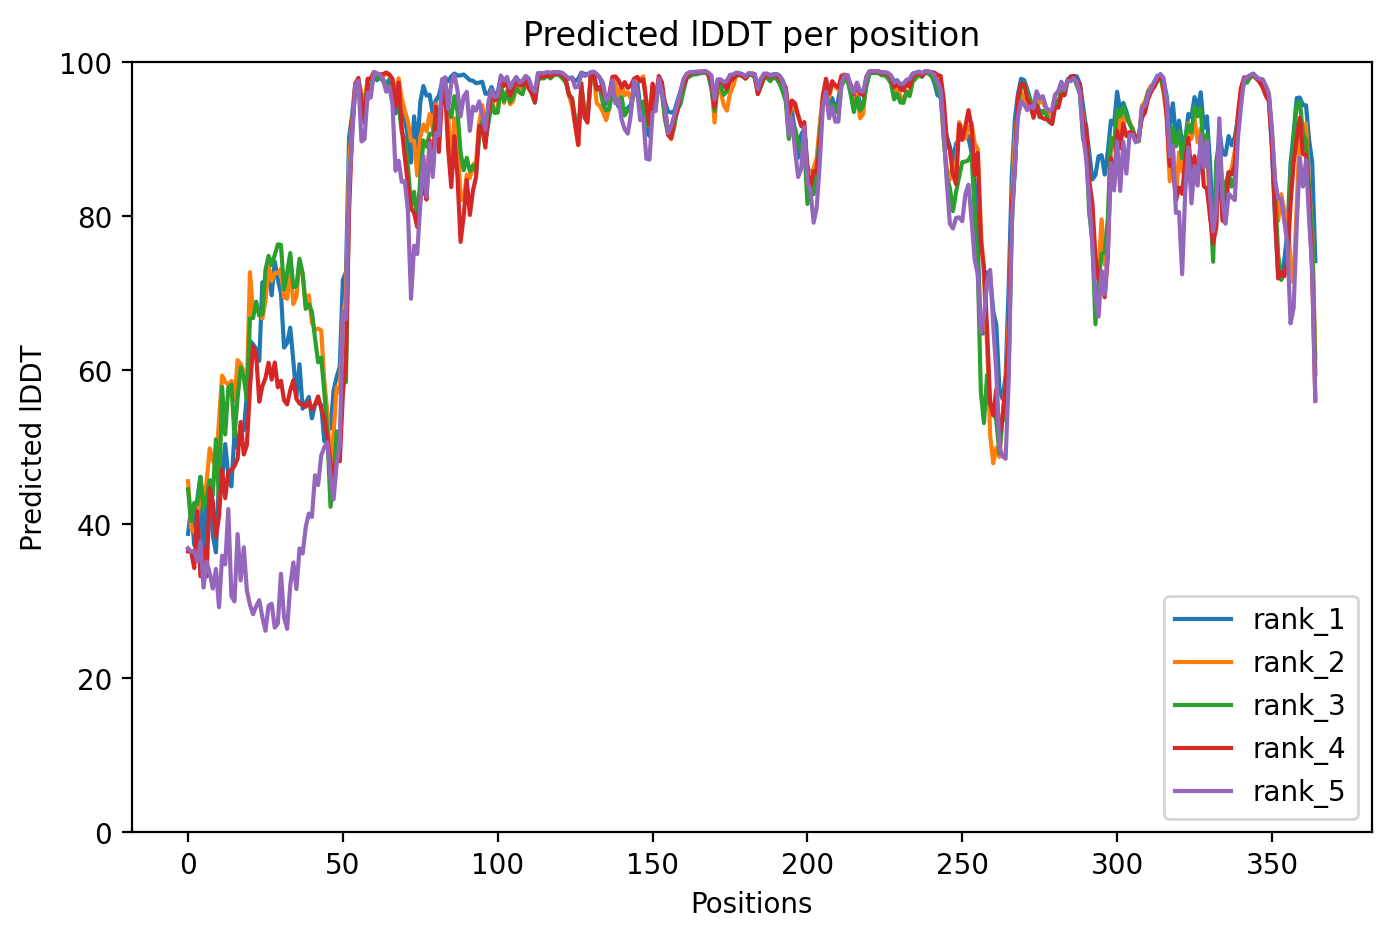 Predicted lDDT per position
100
80
60
40
20
0
Predicted lDDT
0 50 100 150 200 250 300 350
Positions
rank_1
rank_2
rank_3
rank_4
rank_5